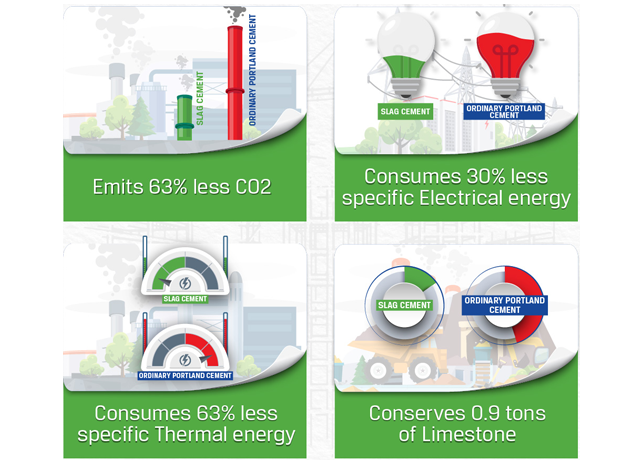 SLAG CEMENT
ORDINARY PORTLAND CEMENT
Emits 63% less CO2
SLAG CEMENT
ORDINARY PORTLAND
CEMENT
Consumes 30% less
specific Electrical energy
SLAG CEMENT
ORDINARY PORTLAND CEMENT
Consumes 63% less
specific Thermal energy
SLAG CEMENT
ORDINARY PORTLAND
CEMENT
Conserves 0.9 tons
of Limestone